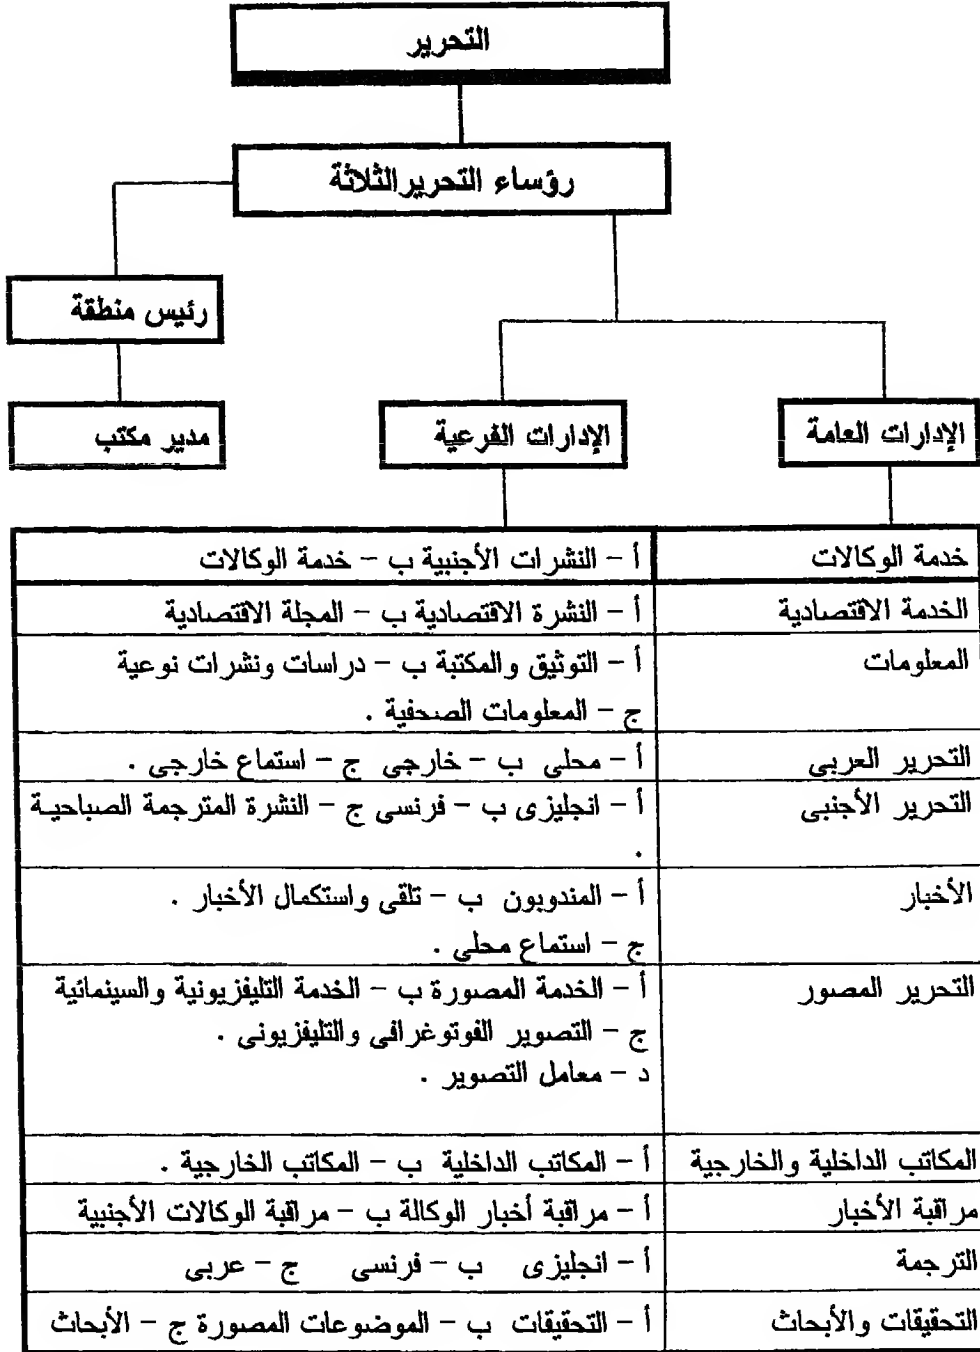 التحرير
رؤساء التحرير الثلاثة
رئيس منطقة
الإدارات العامة
الإدارات الفرعية
مدير مكتب
خدمة الوكالات
أ – النشرات الأجنبية ب – خدمة الوكالات
الخدمة الاقتصادية
أ – النشرة الاقتصادية ب – المجلة الاقتصادية
المعلومات
أ – التوثيق والمكتبة ب – دراسات ونشرات نوعية
ج – المعلومات الصحفية .
التحرير العربى
أ – محلى ب – خارجى ج – استماع خارجى .
التحرير الأجنبى
أ – انجليزى ب – فرنسى ج – النشرة المترجمة الصباحية
.
الأخبار
أ – المندوبون ب – تلقى واستكمال الأخبار .
ج – استماع محلى .
التحرير المصور
أ – الخدمة المصورة ب – الخدمة التليفزيونية والسينمائية
ج – التصوير الفوتوغرافى والتليفزيونى .
د – معامل التصوير .
المكاتب الداخلية والخارجية
أ – المكاتب الداخلية ب – المكاتب الخارجية .
مراقبة الأخبار
أ – مراقبة أخبار الوكالة ب – مراقبة الوكالات الأجنبية
الترجمة
أ – انجليزى ب – فرنسى ج – عربى
التحقيقات والأبحاث
أ – التحقيقات ب – الموضوعات المصورة ج – الأبحاث